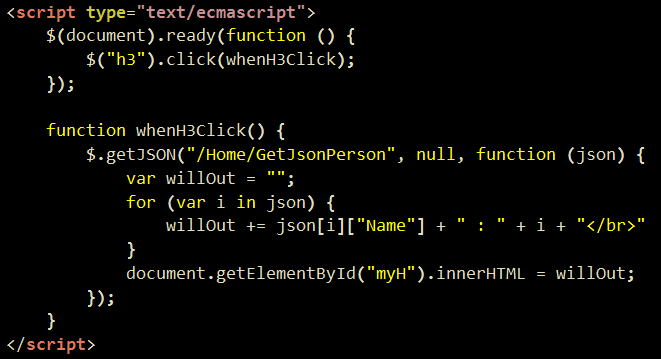 <script type="text/ecmascript">
    $(document).ready(function () {
        $("h3").click(whenH3Click);
    });

    function whenH3Click() {
        $.getJSON("/Home/GetJsonPerson", null, function (json) {
            var willOut = "";
            for (var i in json) {
                willOut += json[i]["Name"] + " : " + i + "</br>"
            }
            document.getElementById("myH").innerHTML = willOut;
        });
    }
</script>